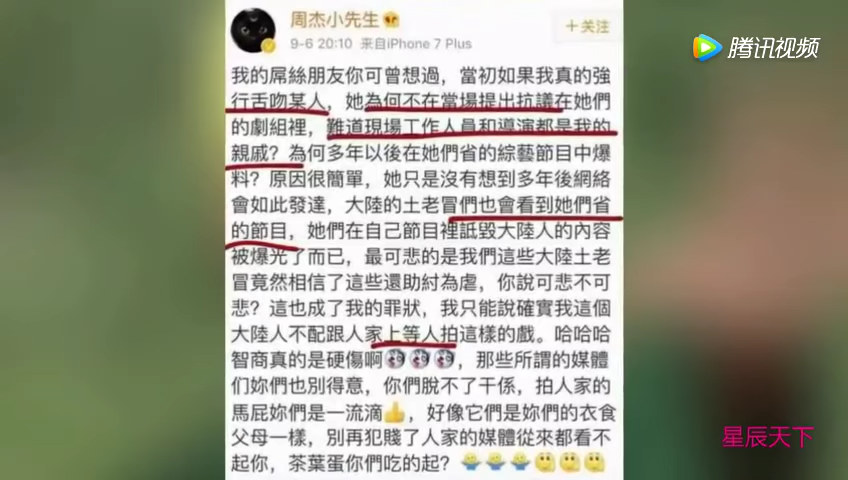 周杰小先生
9-6 20:10 来自iPhone 7 Plus
+关注
腾讯视频
我的屌絲朋友你可曾想過，當初如果我真的強
行舌吻某人，她為何不在當場提出抗議在她們
的劇組裡，難道現場工作人員和導演都是我的
親戚？為何多年以後在她們省的綜藝節目中爆
料？原因很簡單，她只是沒有想到多年後網絡
會如此發達，大陸的土老冒們也會看到她們省
的節目，她們在自己節目裡詆毀大陸人的內容
被爆光了而已，最可悲的是我們這些大陸土老
冒竟然相信了這些還助紂為虐，你說可悲不可
悲？這也成了我的罪狀，我只能說確實我這個
大陸人不配跟人家上等人拍這樣的戲。哈哈哈
智商真的是硬傷啊，那些所謂的媒體
们妳們也別得意，你們脫不了干係，拍人家的
馬屁妳們是一流滴，好像它們是妳們的衣食
父母一樣，別再犯賤了人家的媒體從來都看不
起你，茶葉蛋你們吃的起？
星辰天下